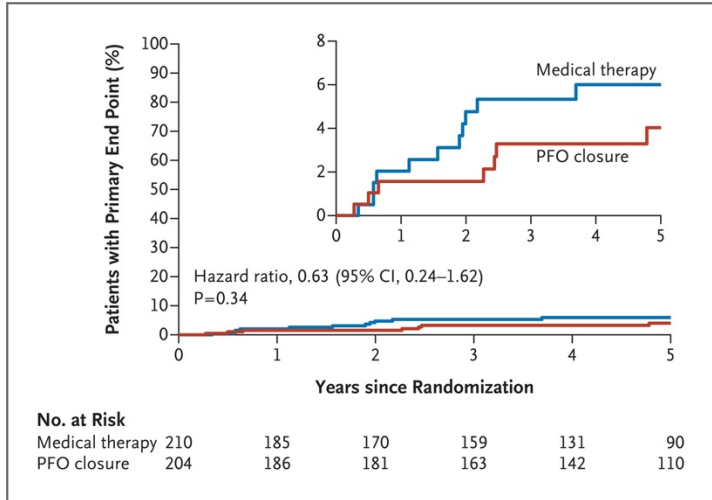 Patients with Primary End Point (%)
100
90
80
70
60
50
40
30
20
10
0
0 1 2 3 4 5
8
6
4
2
0
0 1 2 3 4 5
Medical therapy
PFO closure
Hazard ratio, 0.63 (95% CI, 0.24–1.62)
P=0.34
Years since Randomization
No. at Risk
Medical therapy 210 185 170 159 131 90
PFO closure 204 186 181 163 142 110